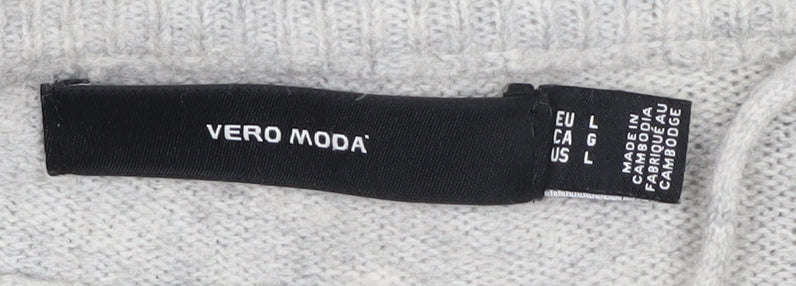 VERO MODA
EU L
CA G
US L
MADE IN
CAMBODIA
FABRIQUÉ AU
CAMBODGE